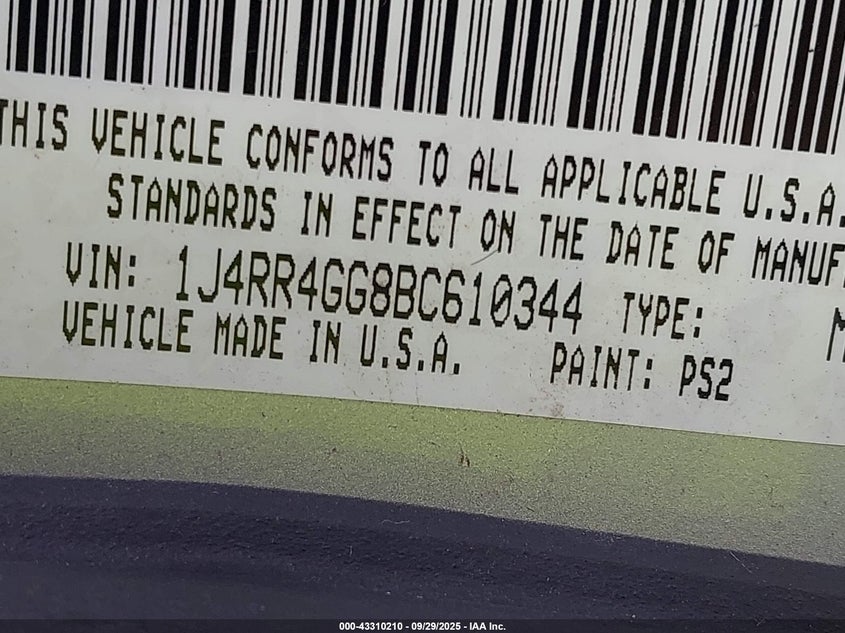 THIS VEHICLE CONFORMS TO ALL APPLICABLE U.S.A.
STANDARDS IN EFFECT ON THE DATE OF MANUF
VIN: 1J4RR4GG8BC610344 TYPE: M
VEHICLE MADE IN U.S.A. PAINT: PS2
000-43310210 - 09/29/2025 - IAA Inc.